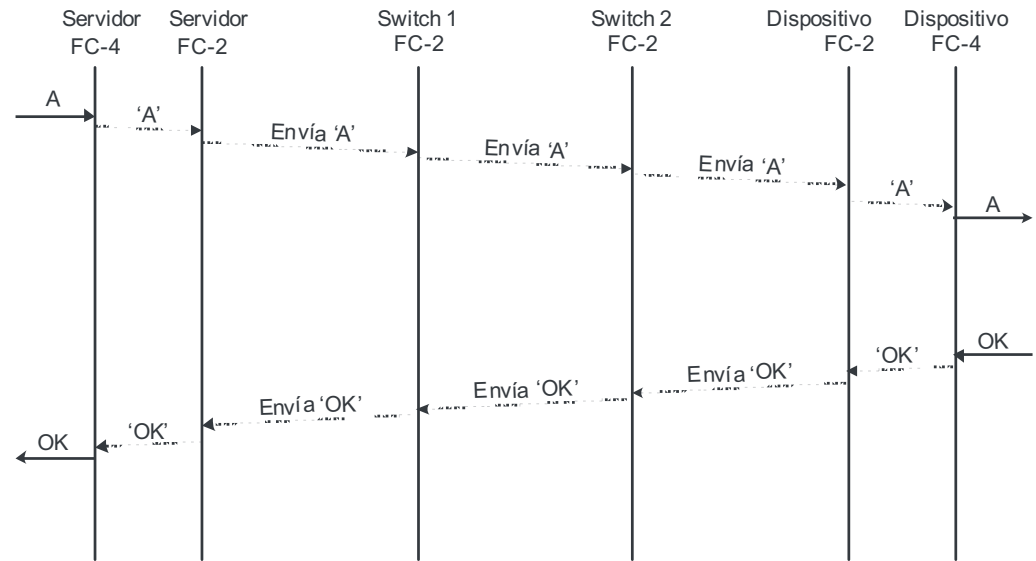 Servidor Servidor Switch 1 Switch 2 Dispositivo Dispositivo
FC-4 FC-2 FC-2 FC-2 FC-2 FC-4
A
‘A’
Envía ‘A’
Envía ‘A’
Envía ‘A’
‘A’
A
OK
‘OK’
Envía ‘OK’
Envía ‘OK’
Envía ‘OK’
‘OK’
OK